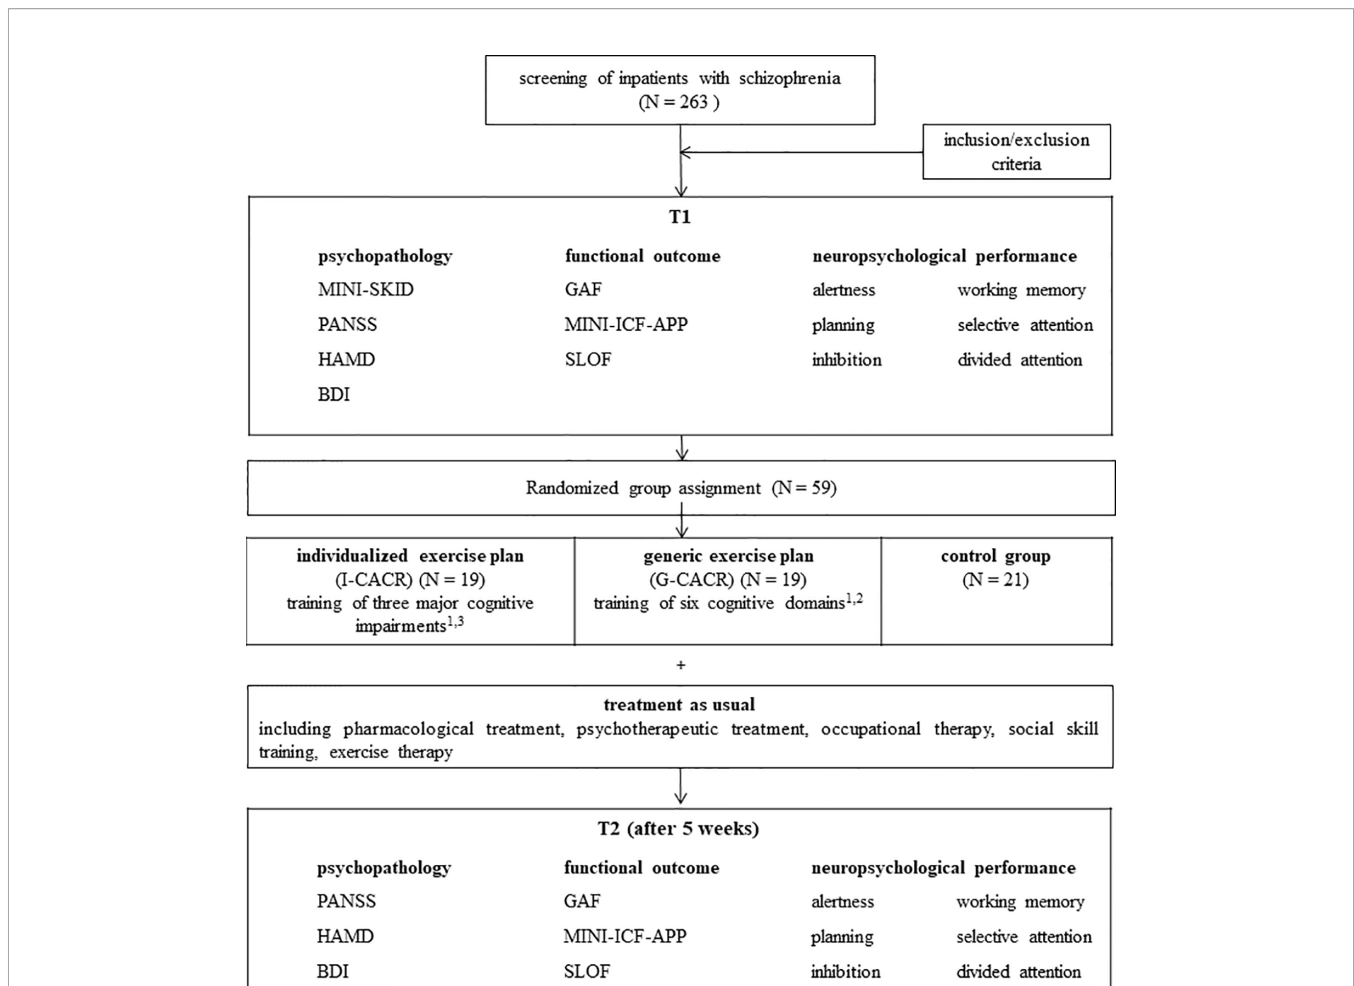 screening of inpatients with schizophrenia
(N = 263 )
inclusion/exclusion
criteria
T1
psychopathology functional outcome neuropsychological performance
MINI-SKID GAF alertness working memory
PANSS MINI-ICF-APP planning selective attention
HAMD SLOF inhibition divided attention
BDI
Randomized group assignment (N = 59)
individualized exercise plan
(I-CACR) (N = 19)
training of three major cognitive
impairments1,3
generic exercise plan
(G-CACR) (N = 19)
training of six cognitive domains1,2
control group
(N = 21)
+
treatment as usual
including pharmacological treatment, psychotherapeutic treatment, occupational therapy, social skill
training, exercise therapy
T2 (after 5 weeks)
psychopathology functional outcome neuropsychological performance
PANSS GAF alertness working memory
HAMD MINI-ICF-APP planning selective attention
BDI SLOF inhibition divided attention